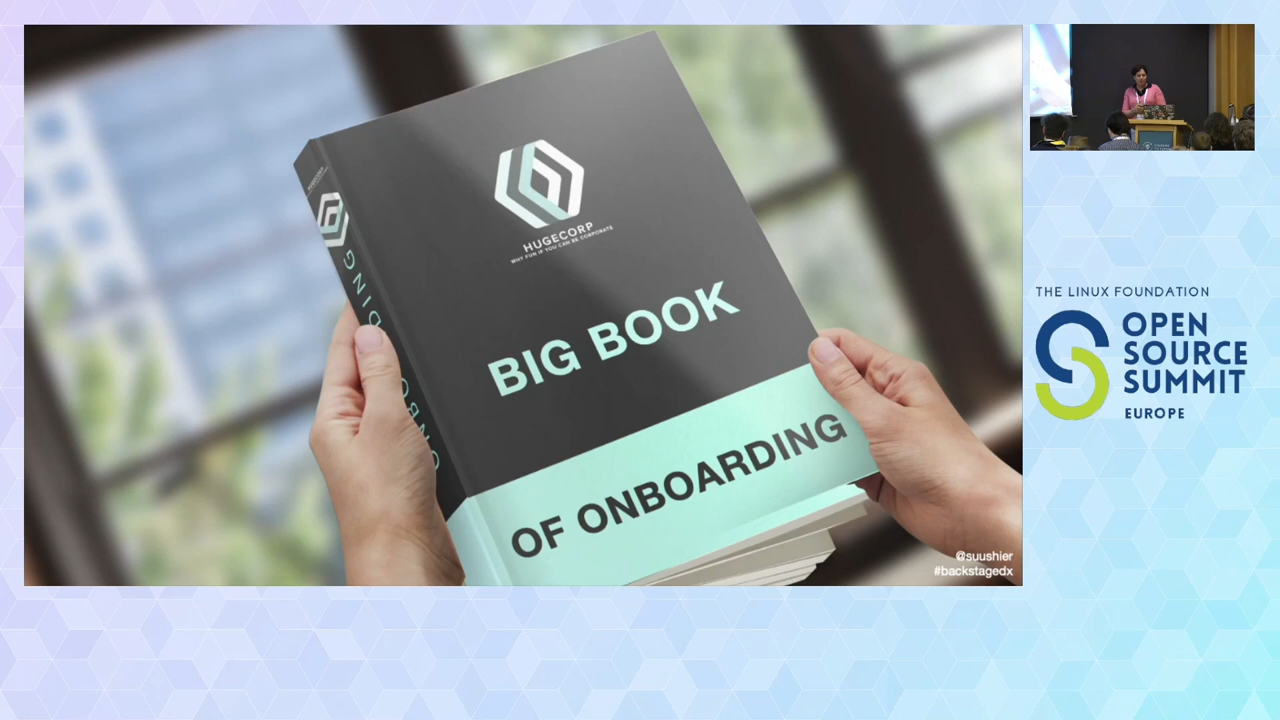 HUGECORP
WHY FUN IF YOU CAN BE CORPORATE
BIG BOOK
OF ONBOARDING
HUGECORP
@suushier
#backstagedx
THE LINUX FOUNDATION
OPEN
SOURCE
SUMMIT
EUROPE